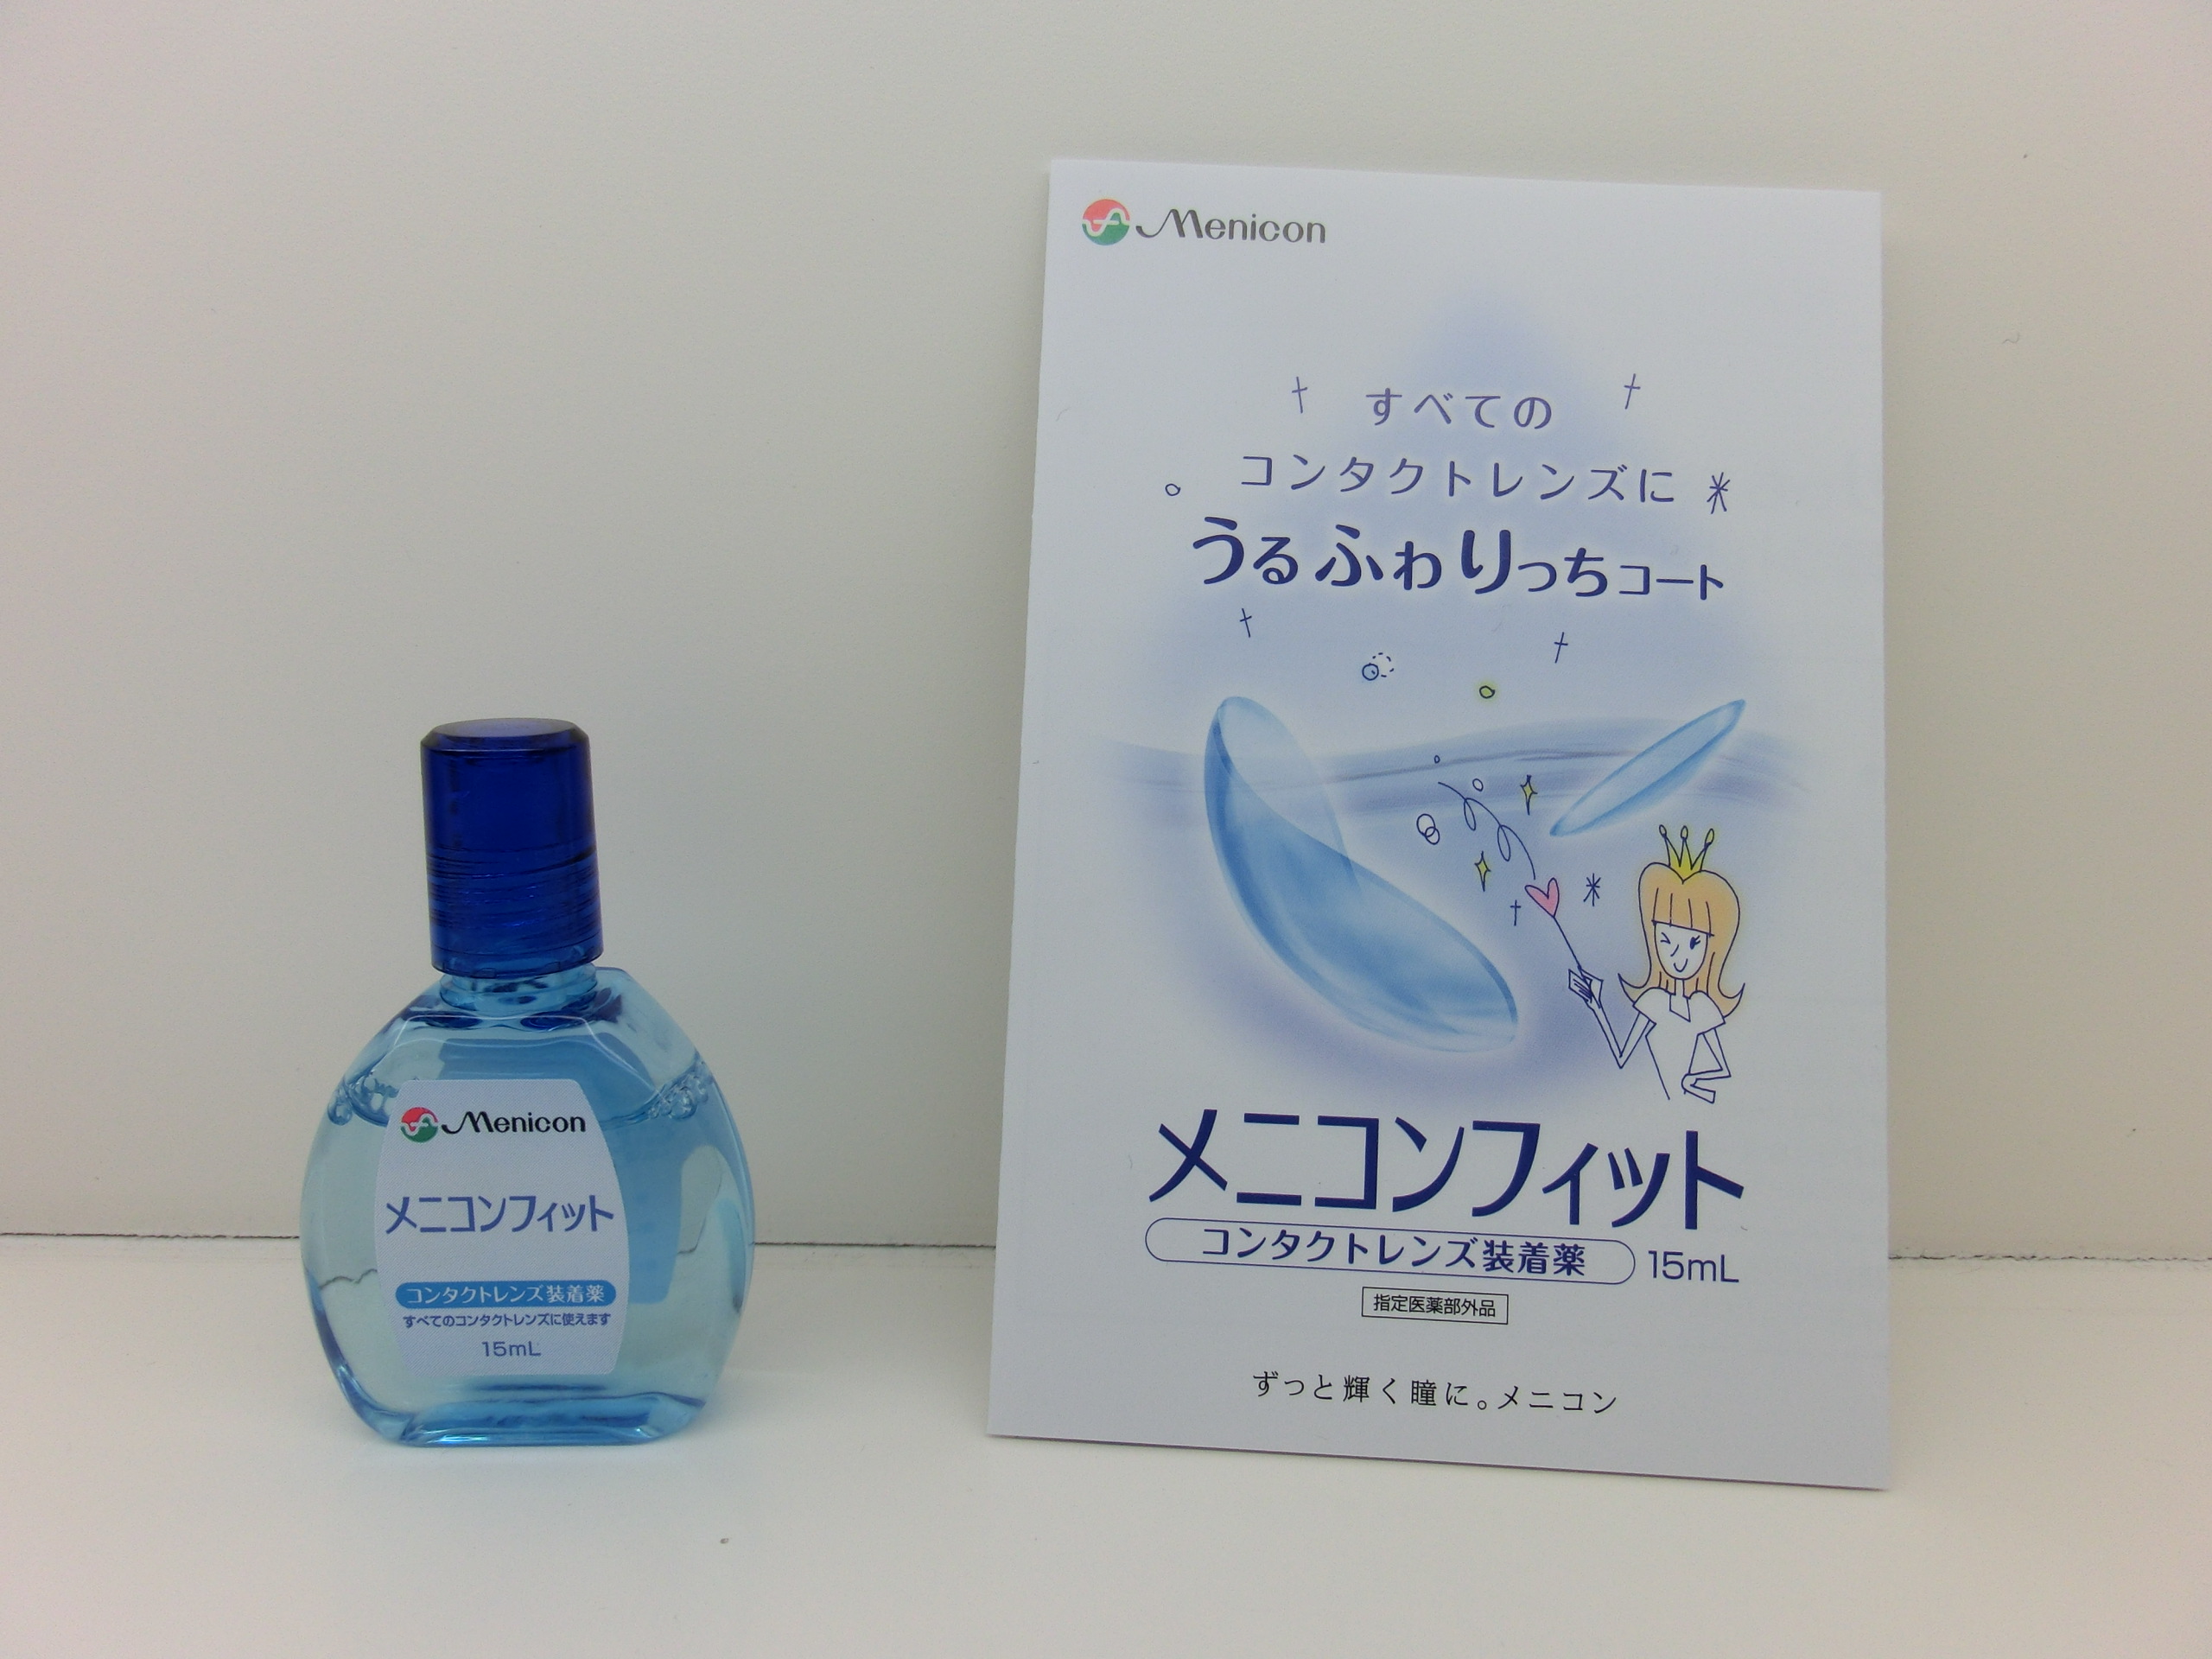 Menicon
メニコンフィット
コンタクトレンズ装着薬
すべてのコンタクトレンズに使えます
15mL
Menicon
すべての
コンタクトレンズに
うるふわりっちコート
メニコンフィット
コンタクトレンズ装着薬 15mL
指定医薬部外品
ずっと輝く瞳に。メニコン